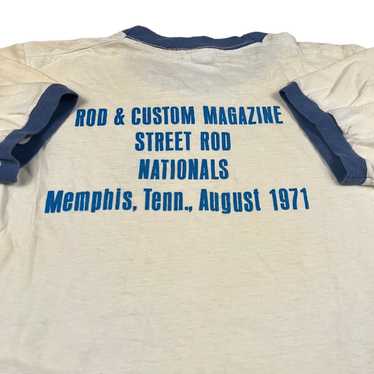 ROD & CUSTOM MAGAZINE
STREET ROD
NATIONALS
Memphis, Tenn., August 1971